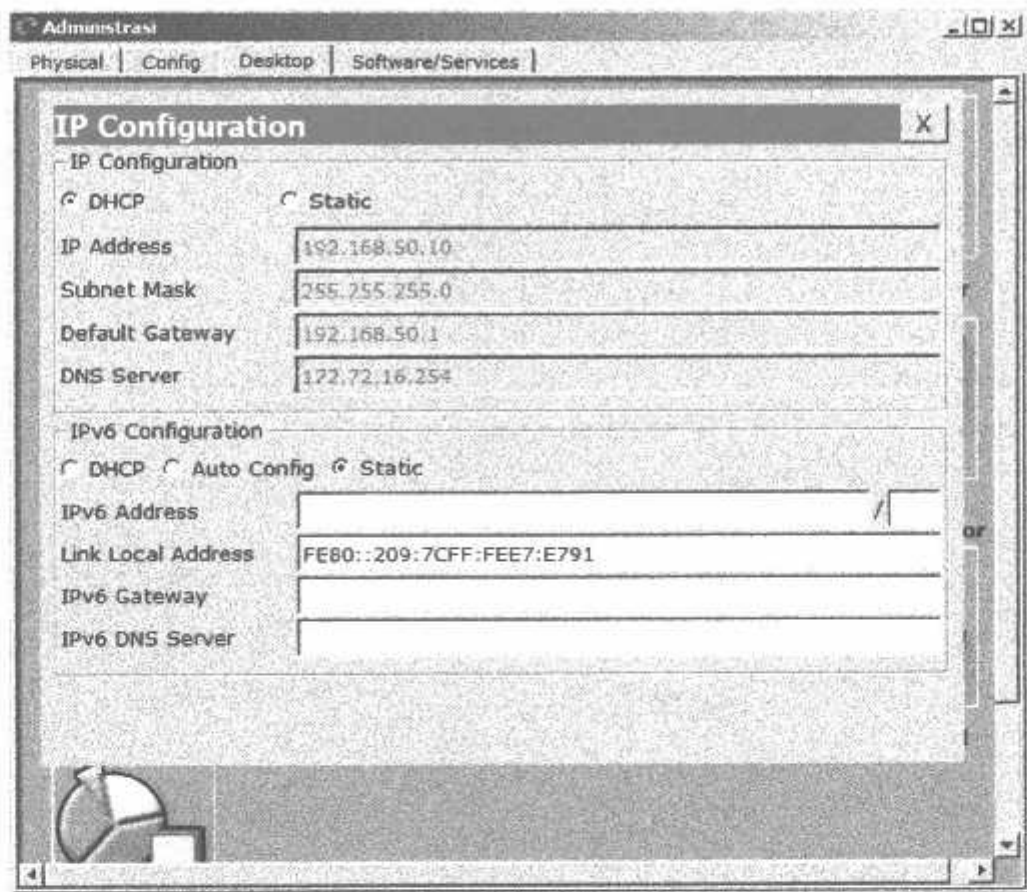 Administrasi
Physical Config Desktop Software/Services
IP Configuration X
IP Configuration
DHCP Static
IP Address 192.168.50.10
Subnet Mask 255.255.255.0
Default Gateway 192.168.50.1
DNS Server 172.72.16.254
IPv6 Configuration
DHCP Auto Config Static
IPv6 Address /
Link Local Address FE80::209:7CFF:FEE7:E791
IPv6 Gateway
IPv6 DNS Server
or